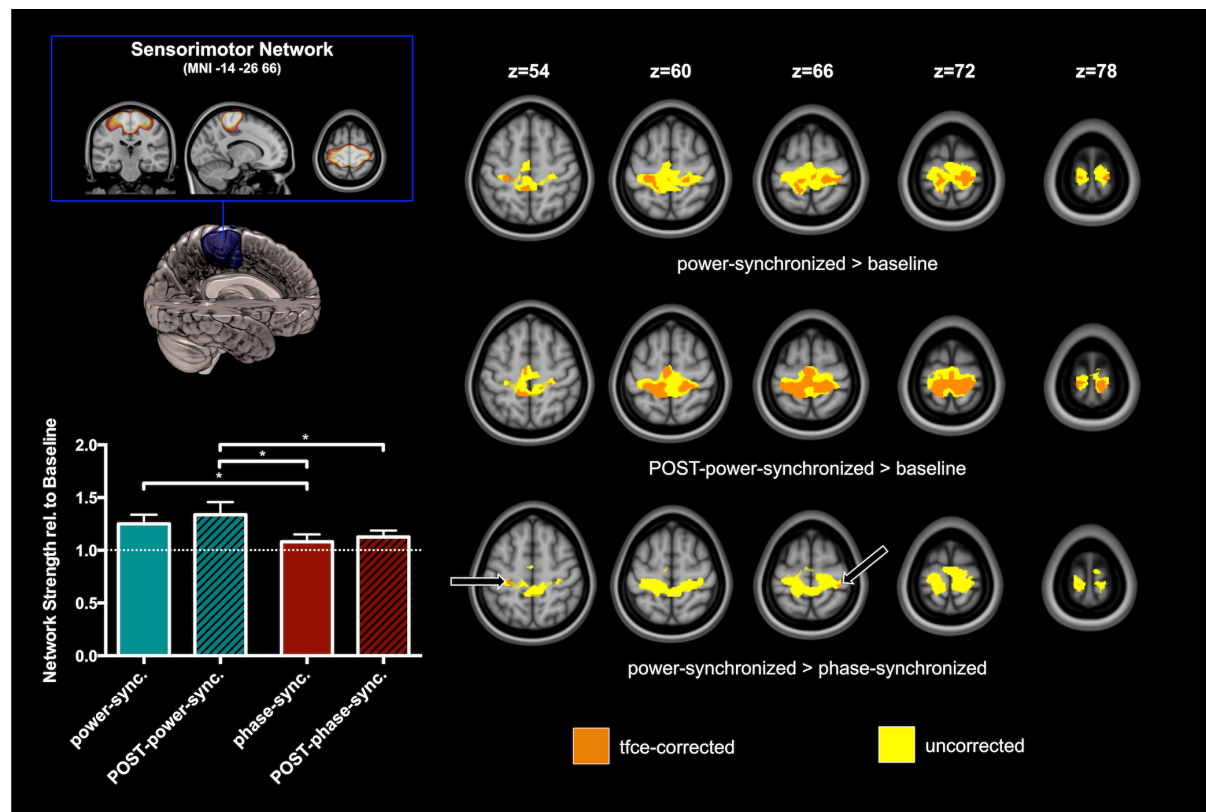 Sensorimotor Network
(MNI -14 -26 66)
z=54
z=60
z=66
z=72
z=78
power-synchronized > baseline
POST-power-synchronized > baseline
power-synchronized > phase-synchronized
Network Strength rel. to Baseline
2.0
1.5
1.0
0.5
0.0
*
*
*
power-sync.
POST-power-sync.
phase-sync.
POST-phase-sync.
tfce-corrected
uncorrected